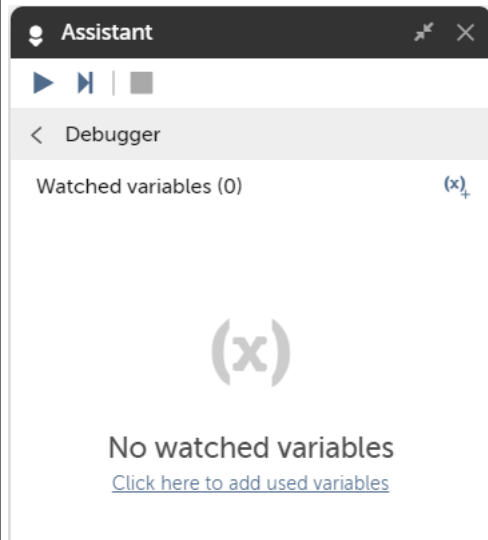 Assistant
Debugger
Watched variables (0)
(x)+
(x)
No watched variables
Click here to add used variables